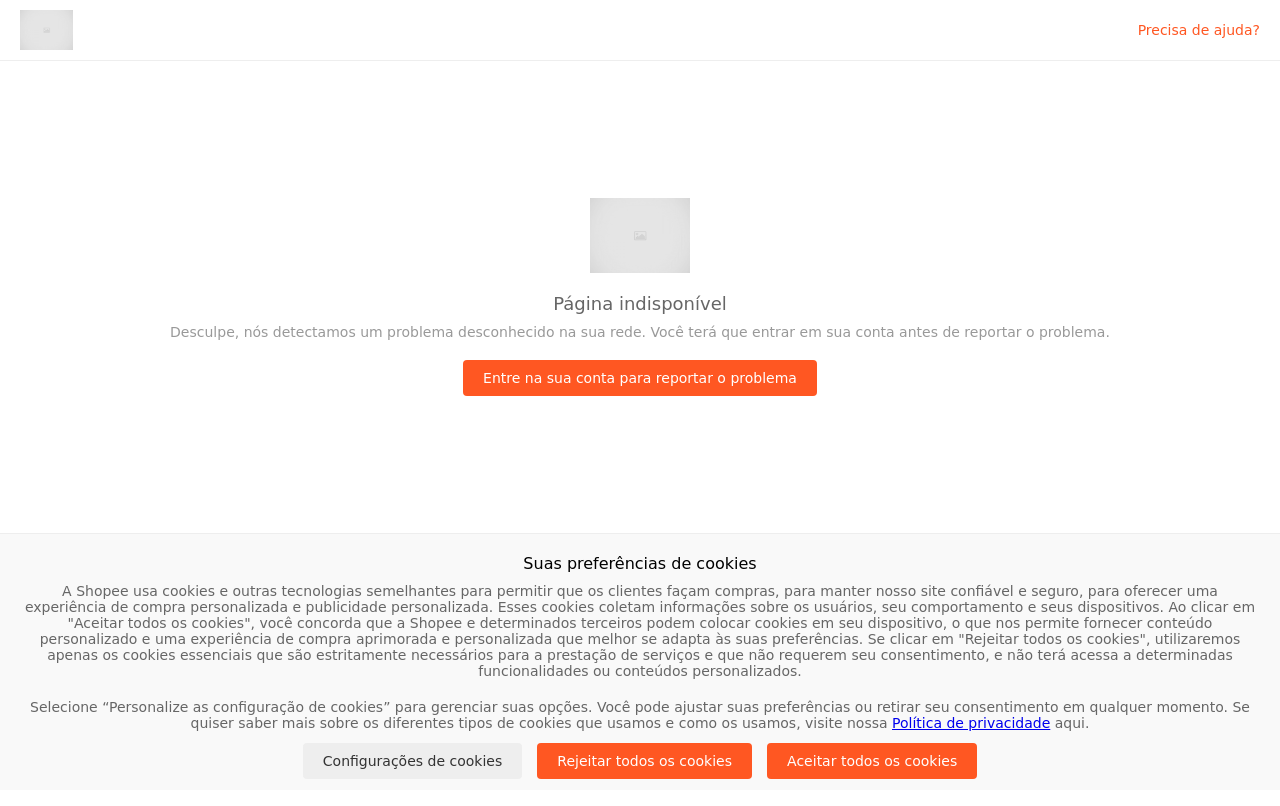 Precisa de ajuda?
Página indisponível
Desculpe, nós detectamos um problema desconhecido na sua rede. Você terá que entrar em sua conta antes de reportar o problema.
Entre na sua conta para reportar o problema
Suas preferências de cookies
A Shopee usa cookies e outras tecnologias semelhantes para permitir que os clientes façam compras, para manter nosso site confiável e seguro, para oferecer uma
experiência de compra personalizada e publicidade personalizada. Esses cookies coletam informações sobre os usuários, seu comportamento e seus dispositivos. Ao clicar em
"Aceitar todos os cookies", você concorda que a Shopee e determinados terceiros podem colocar cookies em seu dispositivo, o que nos permite fornecer conteúdo
personalizado e uma experiência de compra aprimorada e personalizada que melhor se adapta às suas preferências. Se clicar em "Rejeitar todos os cookies", utilizaremos
apenas os cookies essenciais que são estritamente necessários para a prestação de serviços e que não requerem seu consentimento, e não terá acessa a determinadas
funcionalidades ou conteúdos personalizados.
Selecione “Personalize as configuração de cookies” para gerenciar suas opções. Você pode ajustar suas preferências ou retirar seu consentimento em qualquer momento. Se
quiser saber mais sobre os diferentes tipos de cookies que usamos e como os usamos, visite nossa Política de privacidade aqui.
Configurações de cookies
Rejeitar todos os cookies
Aceitar todos os cookies